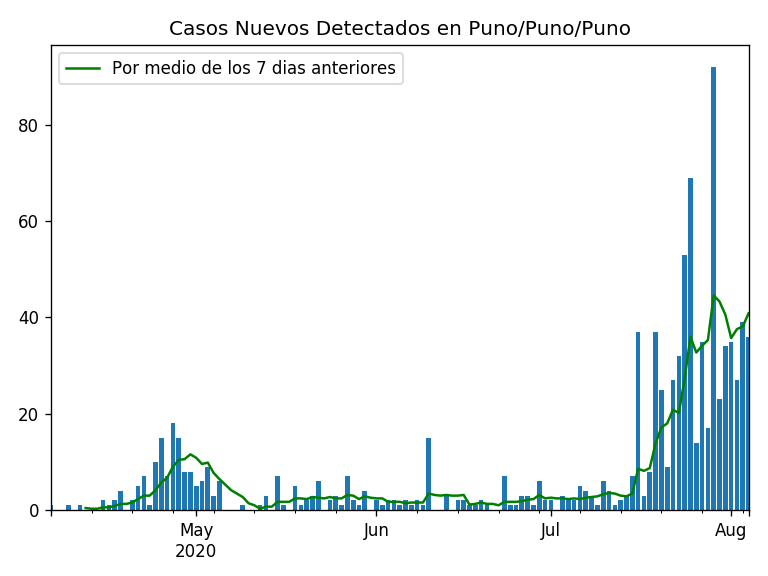 Casos Nuevos Detectados en Puno/Puno/Puno
Por medio de los 7 dias anteriores
80
60
40
20
0
May
2020
Jun
Jul
Aug